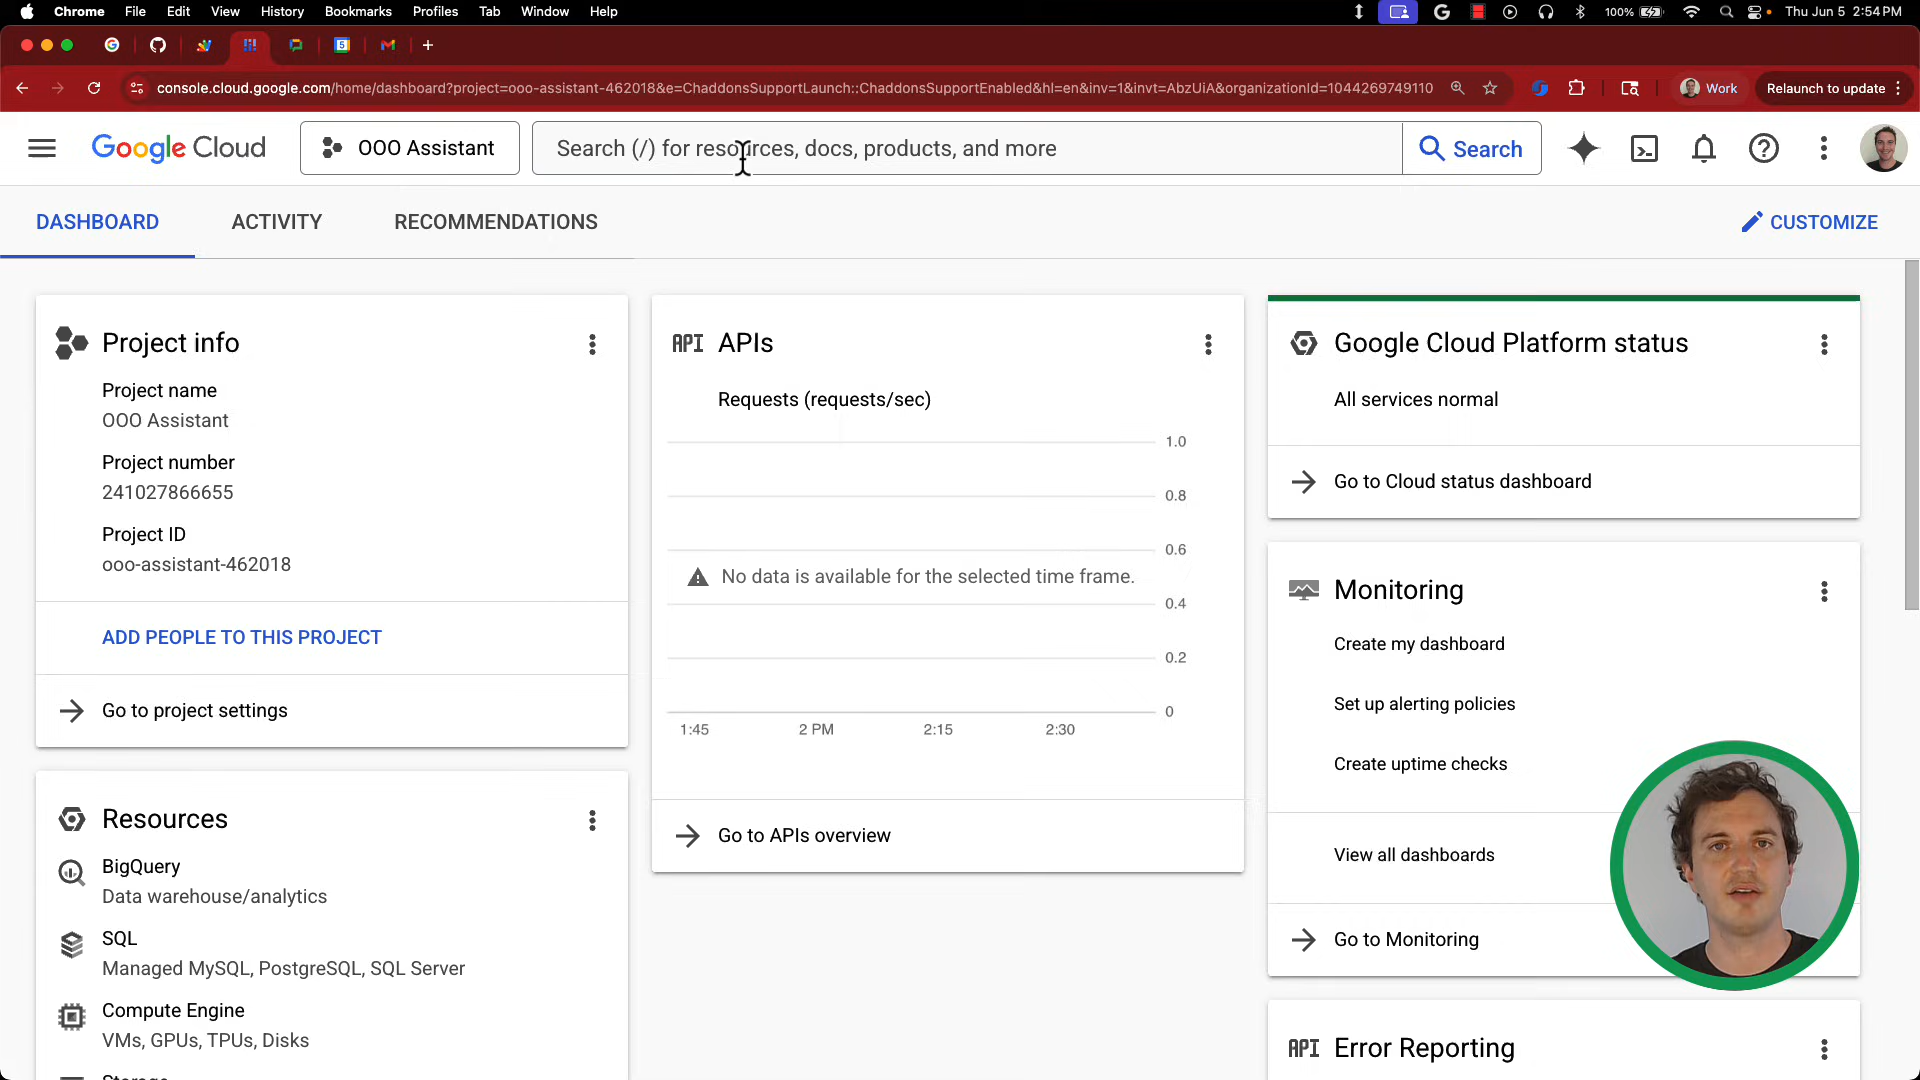 Chrome File Edit View History Bookmarks Profiles Tab Window Help 100% Thu Jun 5 2:54 PM
5
console.cloud.google.com/home/dashboard?project=ooo-assistant-462018&e=ChaddonsSupportLaunch::ChaddonsSupportEnabled&hl=en&inv=1&invt=AbzUiA&organizationId=1044269749110 Work Relaunch to update
Google Cloud OOO Assistant Search (/) for resources, docs, products, and more Search
DASHBOARD ACTIVITY RECOMMENDATIONS CUSTOMIZE
Project info
Project name
OOO Assistant
Project number
241027866655
Project ID
ooo-assistant-462018
ADD PEOPLE TO THIS PROJECT
Go to project settings
Resources
BigQuery
Data warehouse/analytics
SQL
Managed MySQL, PostgreSQL, SQL Server
Compute Engine
VMs, GPUs, TPUs, Disks
API APIs
Requests (requests/sec)
1.0
0.8
0.6
No data is available for the selected time frame.
0.4
0.2
0
1:45 2 PM 2:15 2:30
Go to APIs overview
Google Cloud Platform status
All services normal
Go to Cloud status dashboard
Monitoring
Create my dashboard
Set up alerting policies
Create uptime checks
View all dashboards
Go to Monitoring
API Error Reporting